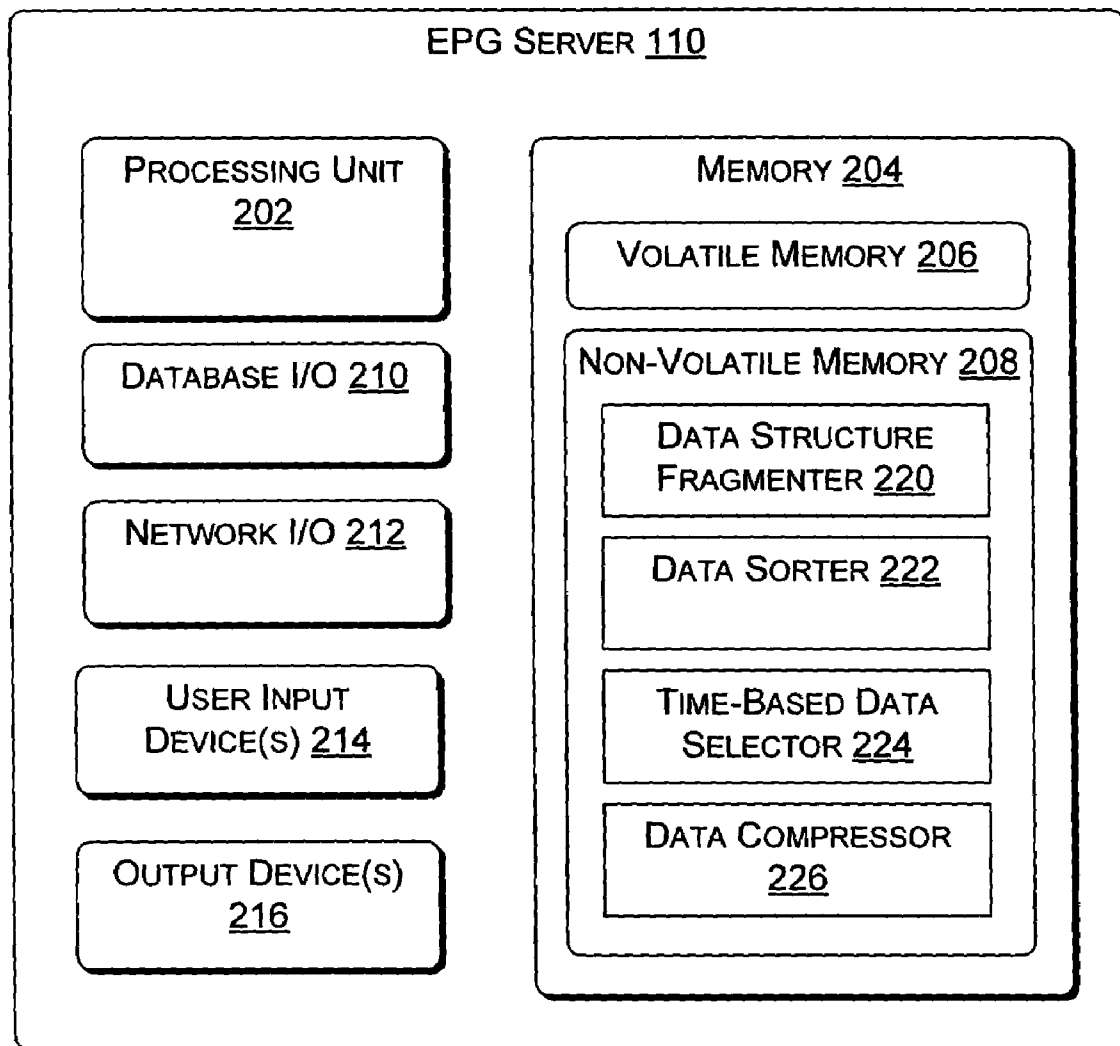 EPG SERVER 110
PROCESSING UNIT
202
DATABASE I/O 210
NETWORK I/O 212
USER INPUT
DEVICE(S) 214
OUTPUT DEVICE(S)
216
MEMORY 204
VOLATILE MEMORY 206
NON-VOLATILE MEMORY 208
DATA STRUCTURE
FRAGMENTER 220
DATA SORTER 222
TIME-BASED DATA
SELECTOR 224
DATA COMPRESSOR
226